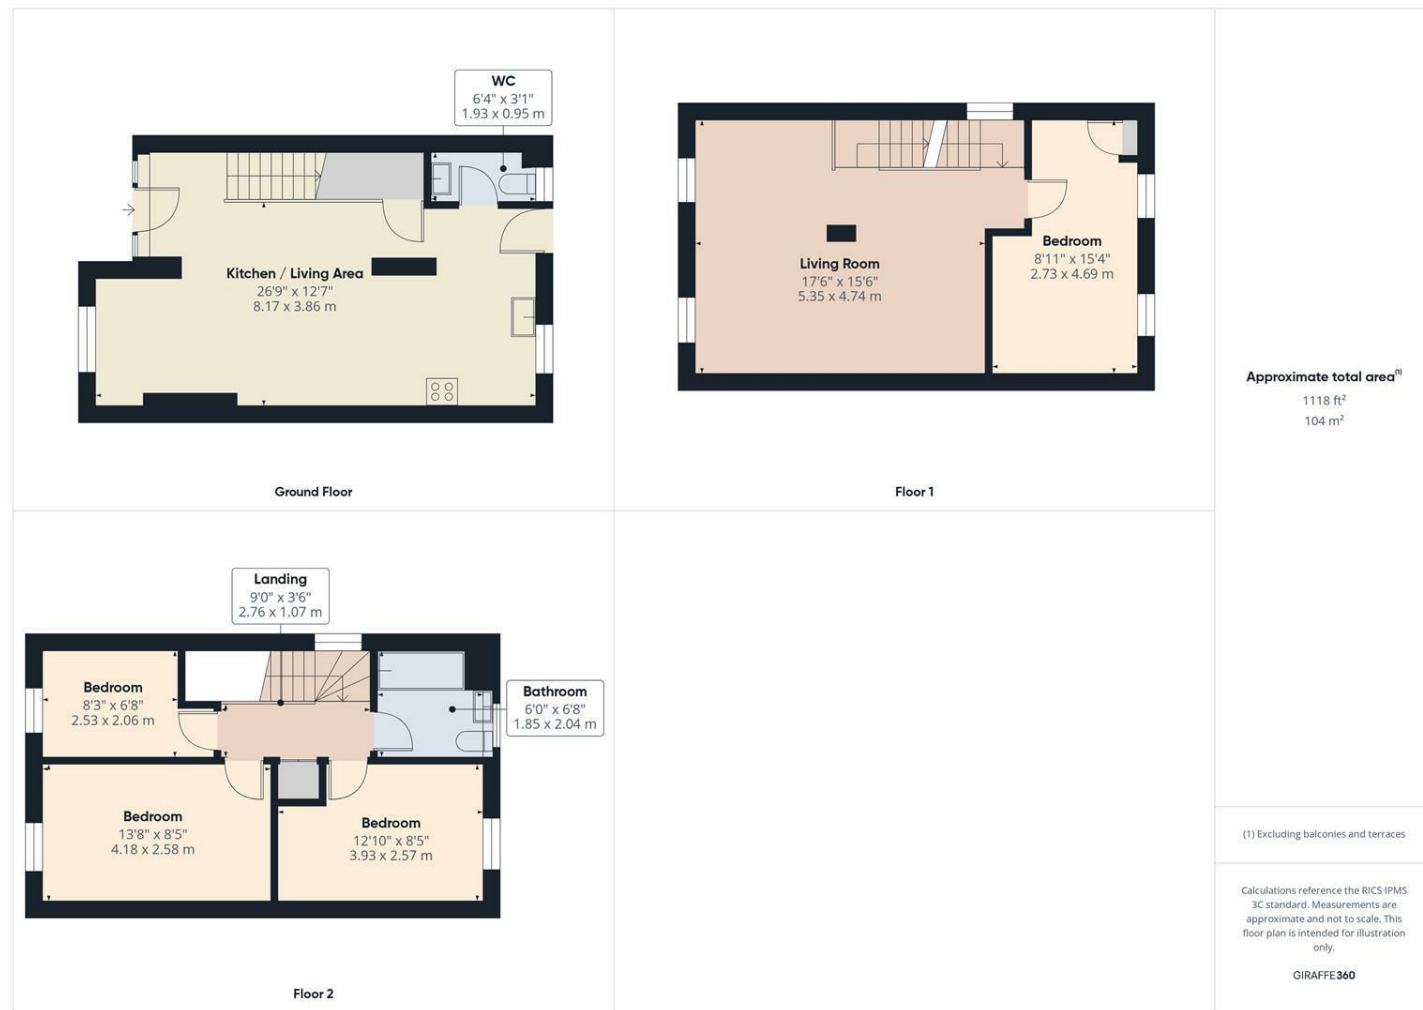 WC
6'4" x 3'1"
1.93 x 0.95 m
Kitchen / Living Area
26'9" x 12'7"
8.17 x 3.86 m
Ground Floor
Living Room
17'6" x 15'6"
5.35 x 4.74 m
Bedroom
8'11" x 15'4"
2.73 x 4.69 m
Floor 1
Landing
9'0" x 3'6"
2.76 x 1.07 m
Bedroom
8'3" x 6'8"
2.53 x 2.06 m
Bathroom
6'0" x 6'8"
1.85 x 2.04 m
Bedroom
13'8" x 8'5"
4.18 x 2.58 m
Bedroom
12'10" x 8'5"
3.93 x 2.57 m
Floor 2
Approximate total area⁽¹⁾
1118 ft²
104 m²
(1) Excluding balconies and terraces
Calculations reference the RICS IPMS
3C standard. Measurements are
approximate and not to scale. This
floor plan is intended for illustration
only.
GIRAFFE360